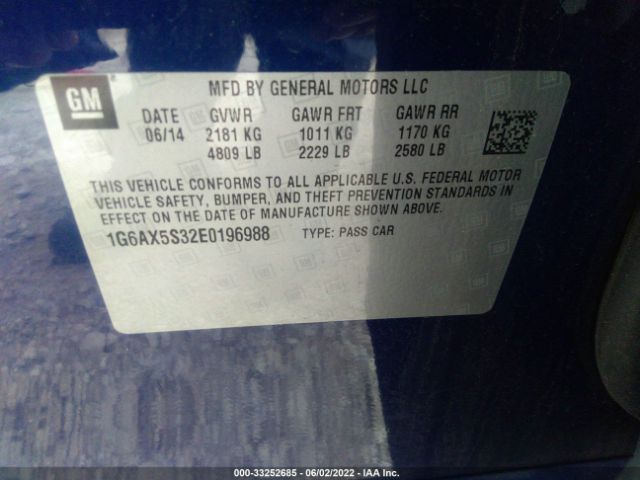 GM
MFD BY GENERAL MOTORS LLC
DATE GVWR GAWR FRT GAWR RR
06/14 2181 KG 1011 KG 1170 KG
4809 LB 2229 LB 2580 LB
THIS VEHICLE CONFORMS TO ALL APPLICABLE U.S. FEDERAL MOTOR
VEHICLE SAFETY, BUMPER, AND THEFT PREVENTION STANDARDS IN
EFFECT ON THE DATE OF MANUFACTURE SHOWN ABOVE.
1G6AX5S32E0196988 TYPE: PASS CAR
000-33252685 - 06/02/2022 - IAA Inc.